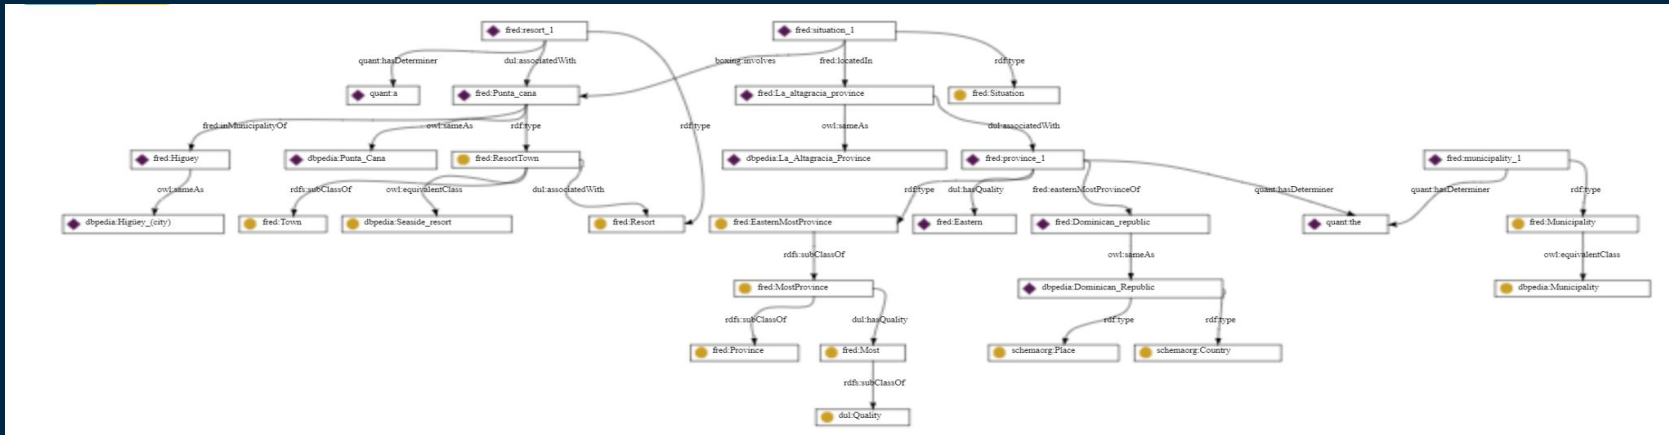 fred:resort_1
fred:situation_1
quant:hasDeterminer
dul:associatedWith
boxing:involves
fred:locatedIn
rdf:type
quant:a
fred:Punta_cana
fred:La_altagracia_province
fred:Situation
fred:inMunicipalityOf
owl:sameAs
rdf:type
rdf:type
owl:sameAs
dul:associatedWith
fred:Higuey
dbpedia:Punta_Cana
fred:ResortTown
dbpedia:La_Altagracia_Province
fred:province_1
fred:municipality_1
owl:sameAs
rdfs:subClassOf
owl:equivalentClass
dul:associatedWith
rdf:type
dul:hasQuality
fred:easternMostProvinceOf
quant:hasDeterminer
quant:hasDeterminer
rdf:type
dbpedia:Higüey_(city)
fred:Town
dbpedia:Seaside_resort
fred:Resort
fred:EasternMostProvince
fred:Eastern
fred:Dominican_republic
quant:the
fred:Municipality
rdfs:subClassOf
owl:sameAs
owl:equivalentClass
fred:MostProvince
dbpedia:Dominican_Republic
dbpedia:Municipality
rdfs:subClassOf
dul:hasQuality
rdf:type
rdf:type
fred:Province
fred:Most
schemaorg:Place
schemaorg:Country
rdfs:subClassOf
dul:Quality